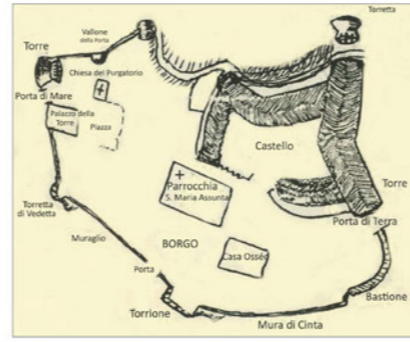 Torretta
Vallone
della Porta
Torre
Chiesa del Purgatorio
Porta di Mare
Palazzo della
Torre
Piazza
Castello
Parrocchia
S. Maria Assunta
Torre
Porta di Terra
Torretta
di Vedetta
Muraglio
BORGO
Casa Ossée
Porta
Bastione
Torrione
Mura di Cinta